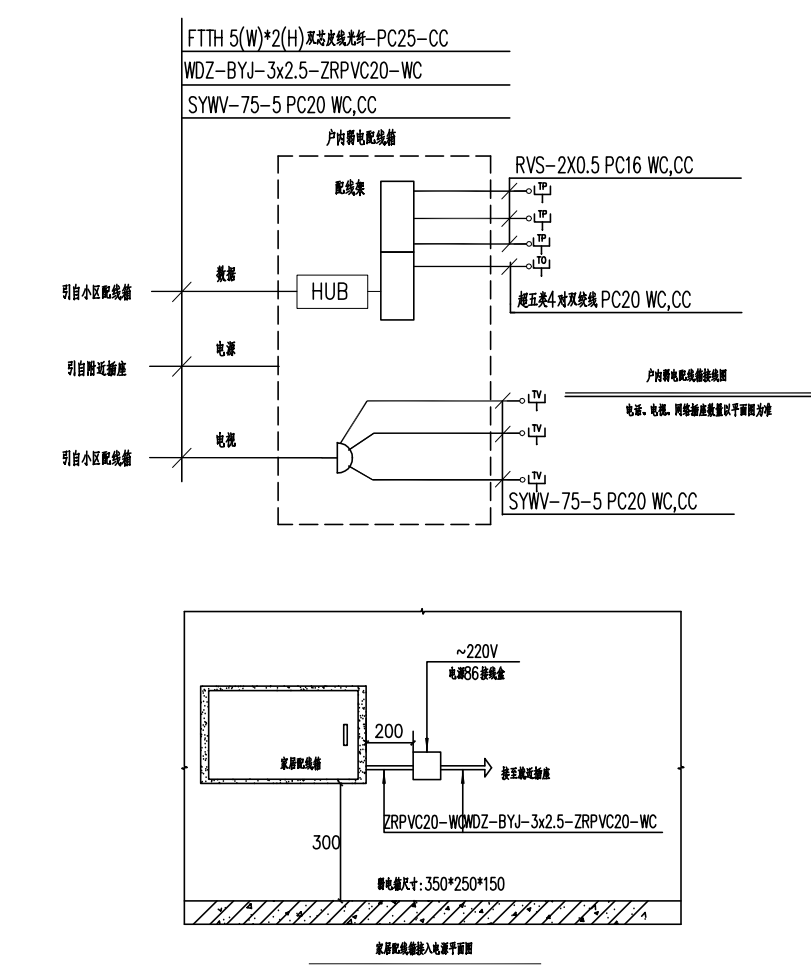 FTTH 5(W)*2(H)双芯皮线光纤-PC25-CC
WDZ-BYJ-3x2.5-ZRPVC20-WC
SYWV-75-5 PC20 WC,CC
户内弱电配线箱
配线架
RVS-2X0.5 PC16 WC,CC
TP
TP
TP
TO
数据
引自小区配线箱
HUB
超五类4对双绞线 PC20 WC,CC
电源
引自附近插座
户内弱电配线箱接线图
电话、电视、网络插座数量以平面图为准
TV
TV
电视
引自小区配线箱
TV
SYWV-75-5 PC20 WC,CC
~220V
电源86接线盒
200
家居配线箱
接至就近插座
ZRPVC20-WC
WDZ-BYJ-3x2.5-ZRPVC20-WC
300
弱电箱尺寸:350*250*150
家居配线箱接入电源平面图